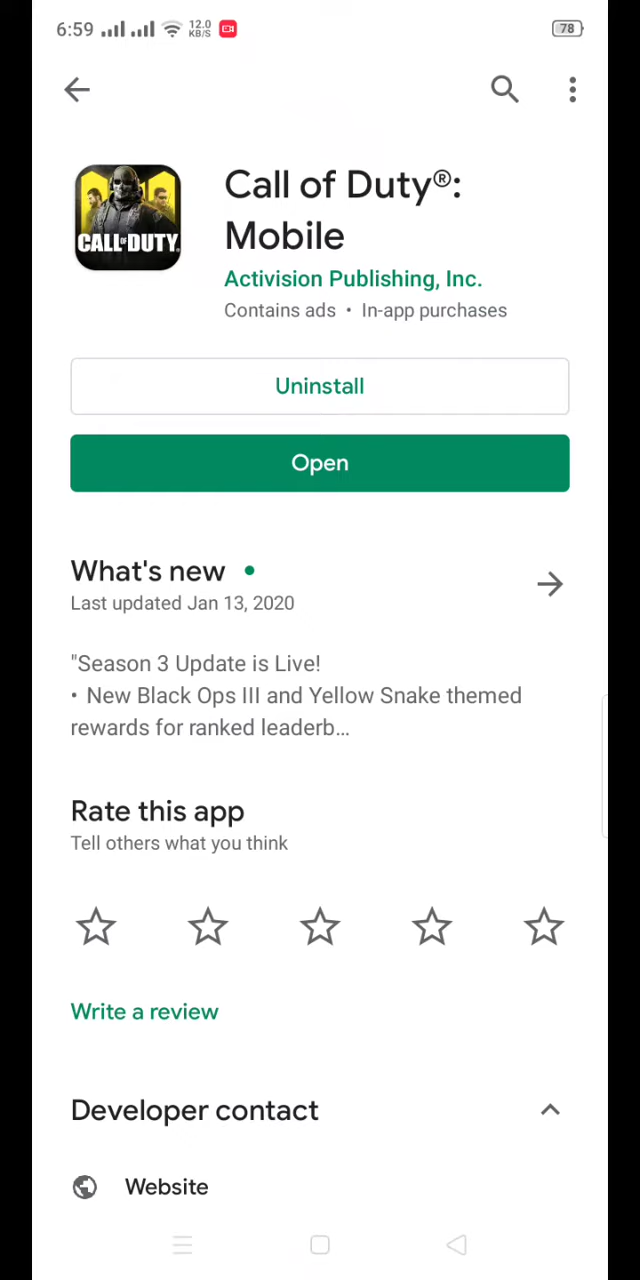 6:59 12.0 KB/S 78
CALL OF DUTY
Call of Duty®:
Mobile
Activision Publishing, Inc.
Contains ads • In-app purchases
Uninstall
Open
What's new •
Last updated Jan 13, 2020
"Season 3 Update is Live!
• New Black Ops III and Yellow Snake themed
rewards for ranked leaderb...
Rate this app
Tell others what you think
Write a review
Developer contact
Website